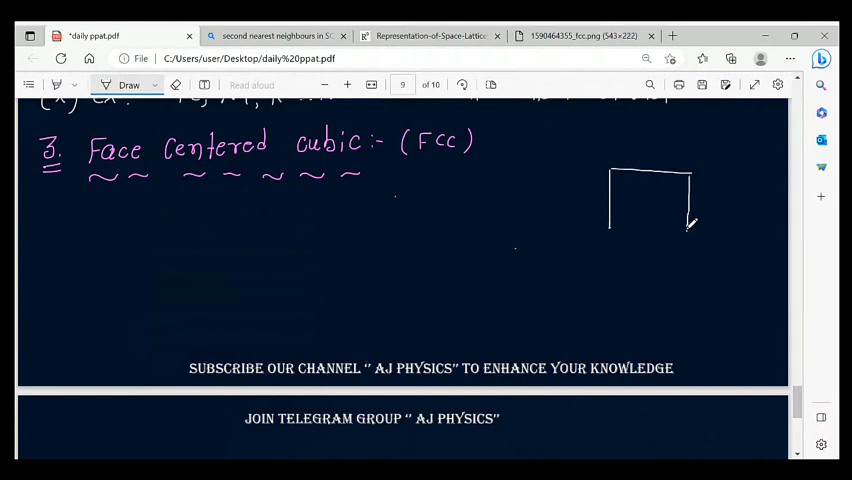 *daily ppat.pdf
second nearest neighbours in SC
Representation-of-Space-Lattice
1590464355_fcc.png (543×222)
File
C:/Users/user/Desktop/daily%20ppat.pdf
Draw
Read aloud
9 of 10
3. Face Centered cubic :- (FCC)
SUBSCRIBE OUR CHANNEL “ AJ PHYSICS” TO ENHANCE YOUR KNOWLEDGE
JOIN TELEGRAM GROUP “ AJ PHYSICS”